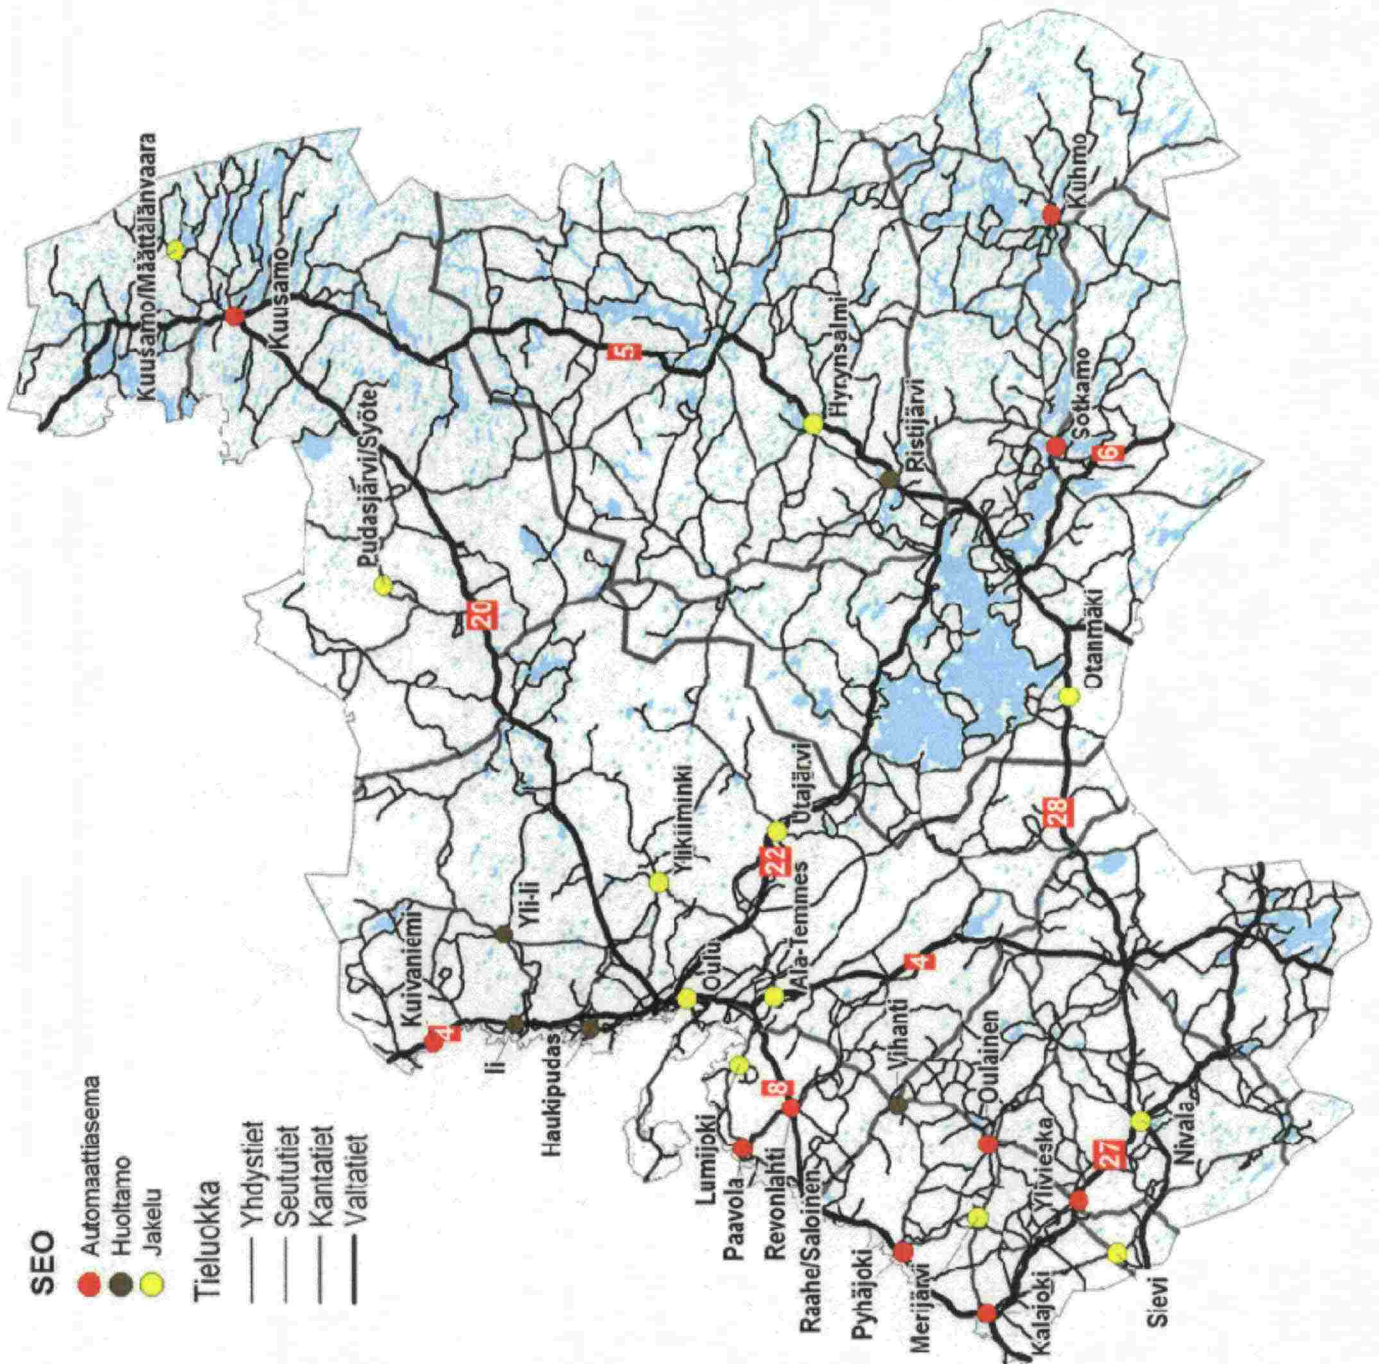 SEO
Automaattiasema
Huoltamo
Jakelu
Tieluokka
Yhdystiet
Seututiet
Kantatiet
Valtatiet
Kuusamo/Määttälänvaara
Kuusamo
Pudasjärvi/Syöte
20
5
Hyrynsalmi
Ristijärvi
Kuhmo
Sotkamo
6
Otanmäki
28
Kuivaniemi
4
Yli-Ii
Ii
Haukipudas
Ylikiiminki
Oulu
Utajärvi
22
Ala-Temmes
4
Lumijoki
Paavola
Revonlahti
8
Raahe/Saloinen
Vihanti
Oulainen
Pyhäjoki
Merijärvi
Ylivieska
27
Nivala
Kalajoki
Sievi